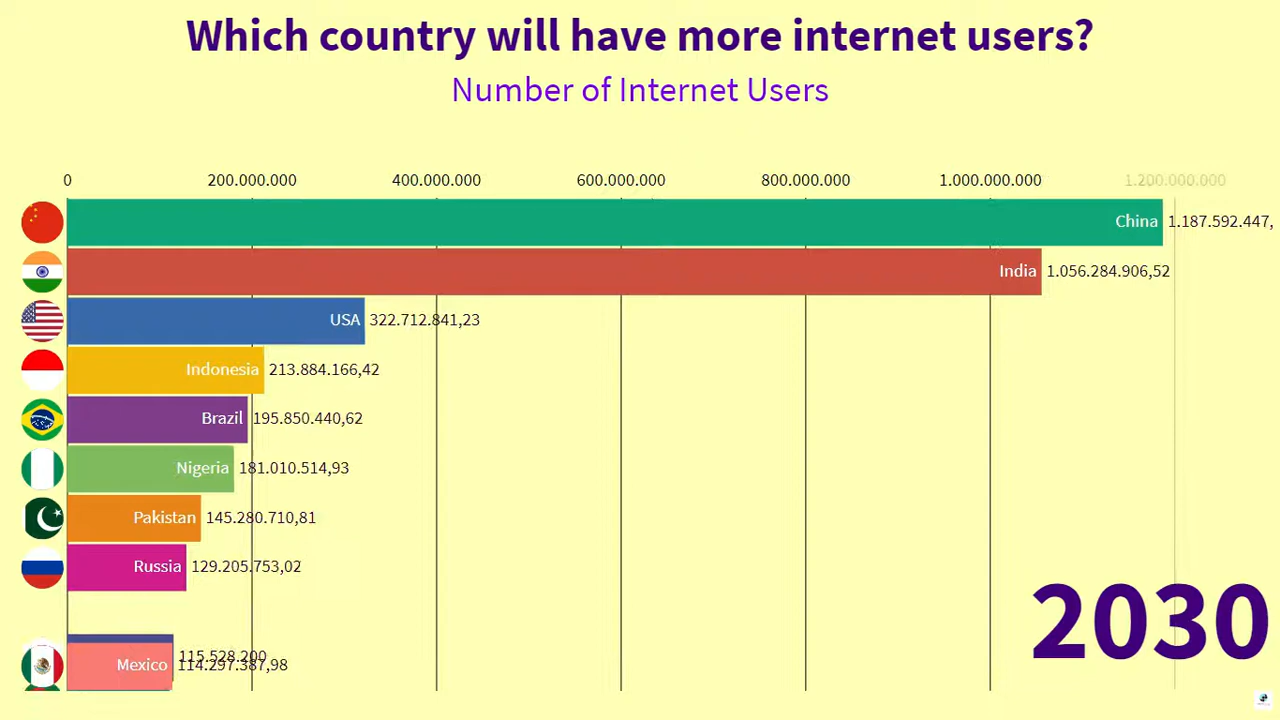 Which country will have more internet users?
Number of Internet Users
0 200.000.000 400.000.000 600.000.000 800.000.000 1.000.000.000 1.200.000.000
China 1.187.592.447,
India 1.056.284.906,52
USA 322.712.841,23
Indonesia 213.884.166,42
Brazil 195.850.440,62
Nigeria 181.010.514,93
Pakistan 145.280.710,81
Russia 129.205.753,02
115.528.200
Mexico 114.297.387,98
2030